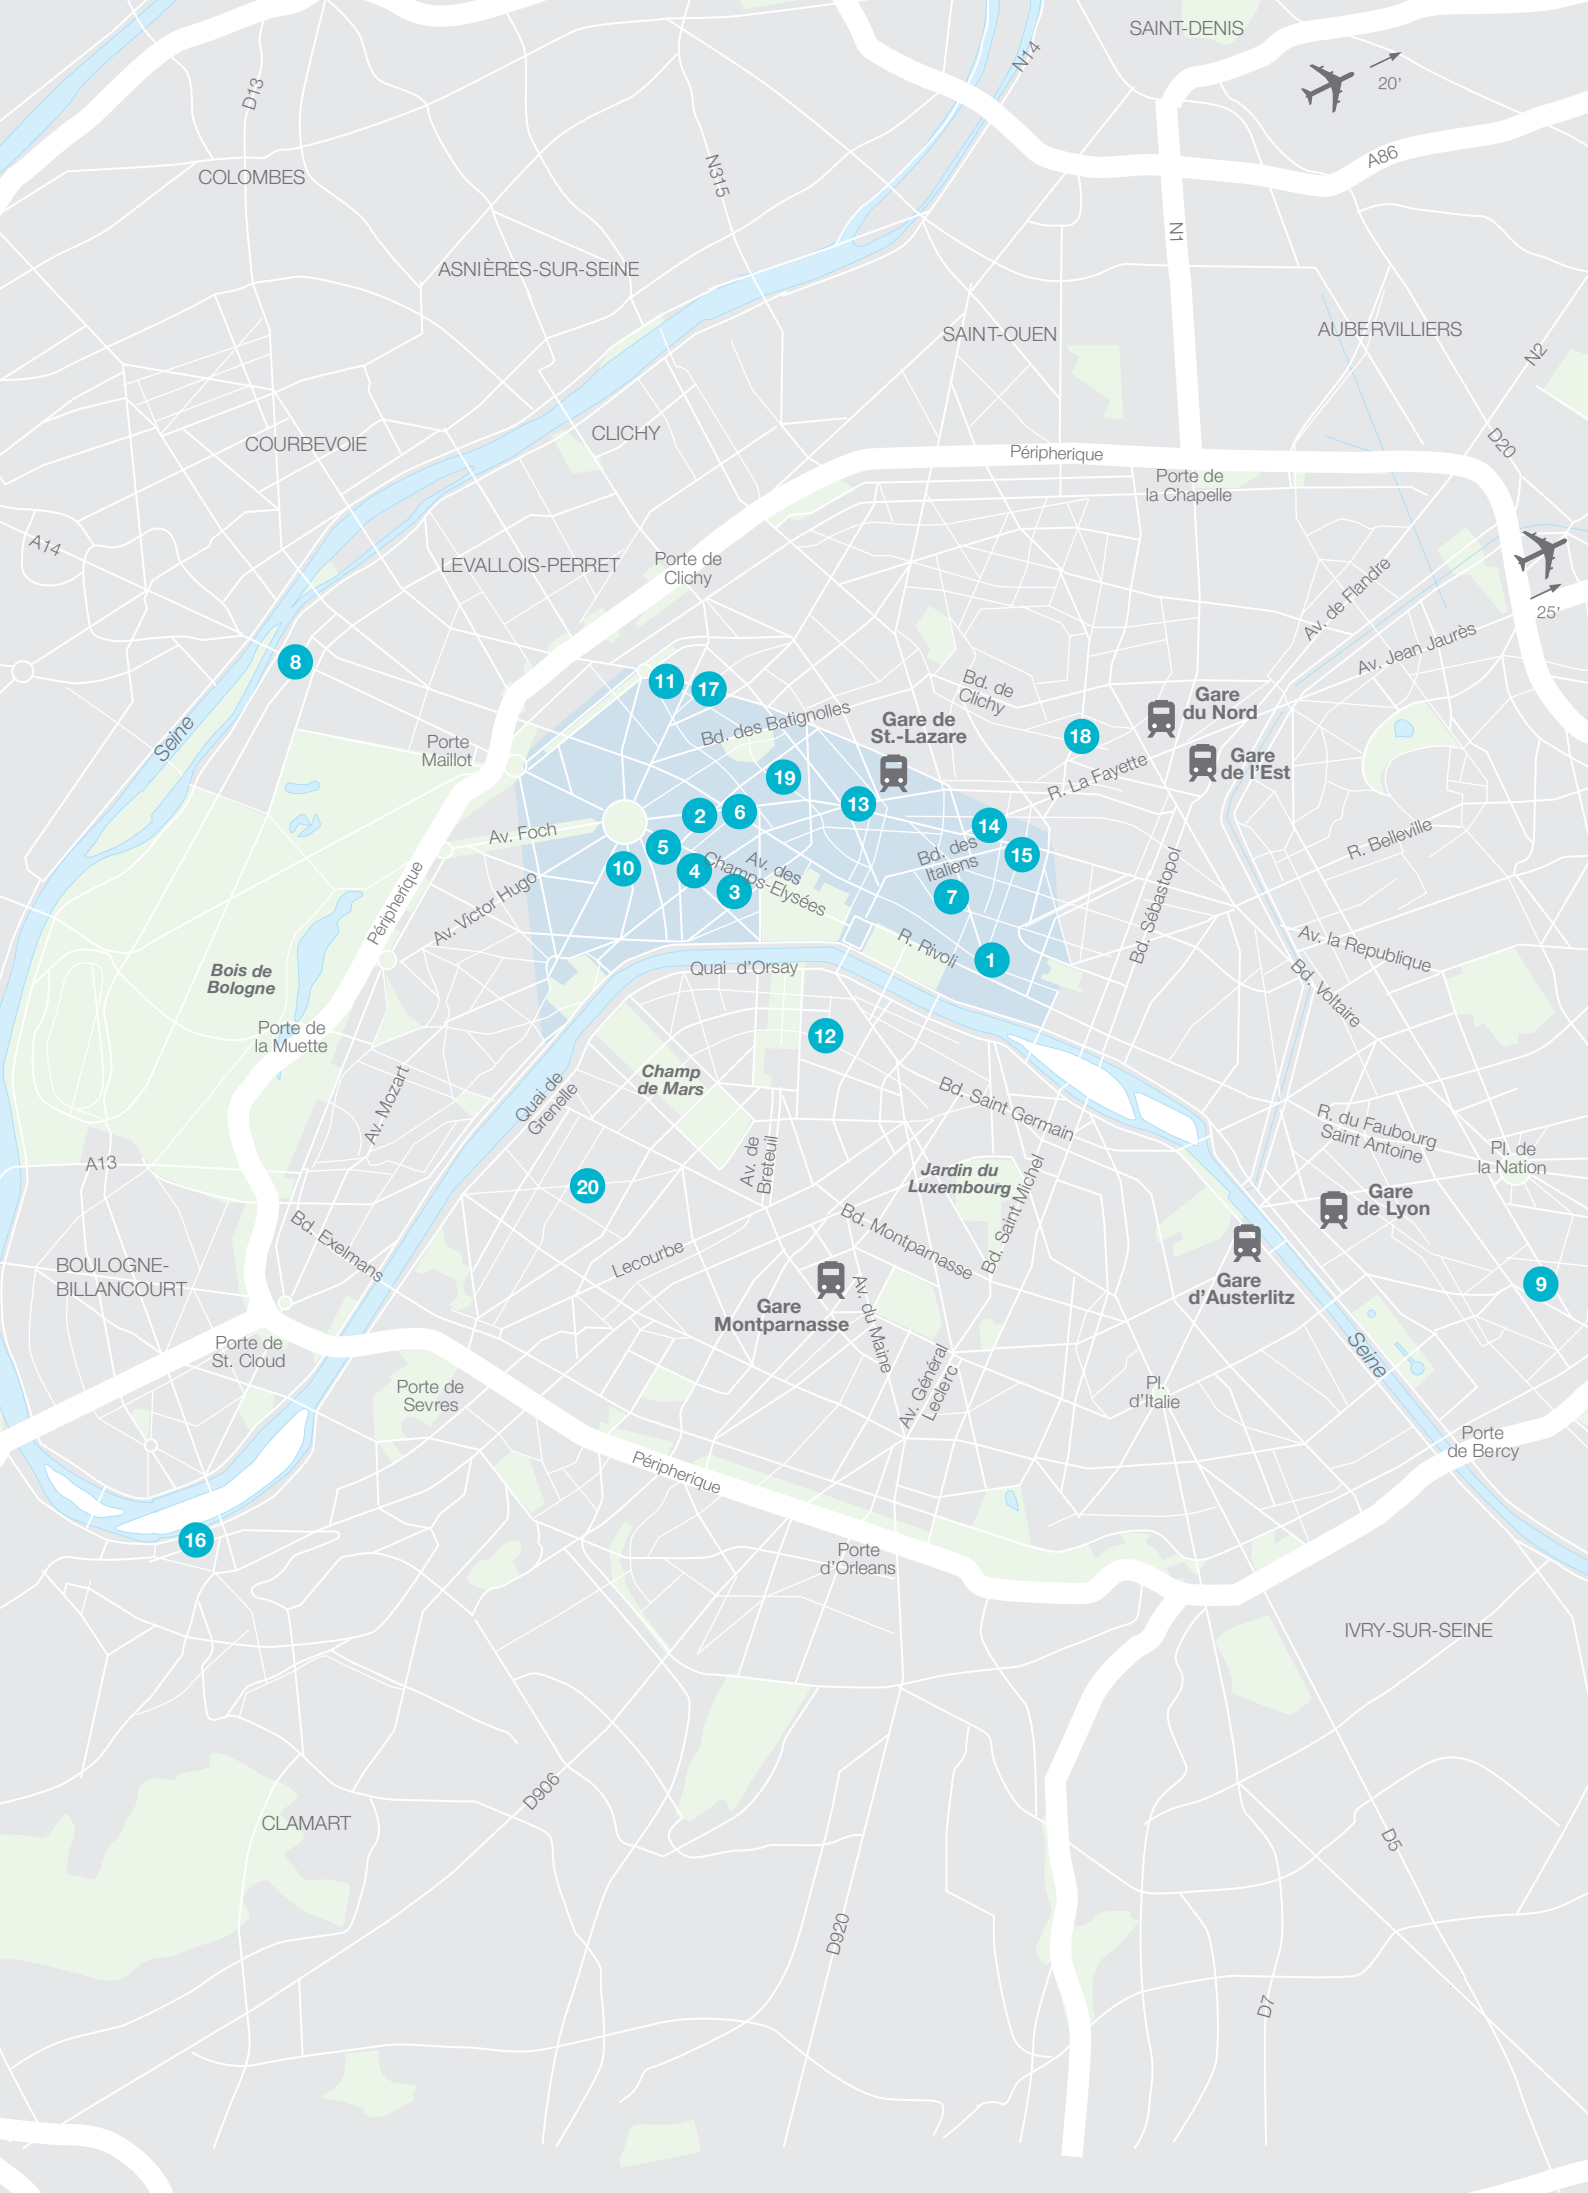 SAINT-DENIS
N14
20'
D13
A86
N315
COLOMBES
N1
ASNIÈRES-SUR-SEINE
SAINT-OUEN
AUBERVILLIERS
N2
COURBEVOIE
CLICHY
D20
Péripherique
Porte de
la Chapelle
A14
LEVALLOIS-PERRET
Porte de
Clichy
Av. de Flandre
25'
Av. Jean Jaurès
8
11
17
Bd. de
Clichy
Gare
du Nord
Seine
Bd. des Batignolles
Gare de
St.-Lazare
18
Porte
Maillot
Gare
de l'Est
R. La Fayette
19
13
2
6
14
Av. Foch
R. Belleville
5
15
Bd. des
Italiens
10
4
Av. des
Champs-Elysées
3
7
Av. Victor Hugo
Péripherique
Bd. Sébastopol
R. Rivoli
1
Av. la Republique
Quai d'Orsay
Bois de
Bologne
Bd. Voltaire
Porte de
la Muette
12
Champ
de Mars
Av. Mozart
Quai de
Grenelle
Bd. Saint Germain
R. du Faubourg
Saint Antoine
Pl. de
la Nation
A13
Av. de
Breteuil
Jardin du
Luxembourg
20
Bd. Saint Michel
Gare
de Lyon
Bd. Exelmans
Bd. Montparnasse
Lecourbe
BOULOGNE-
BILLANCOURT
Gare
d'Austerlitz
9
Gare
Montparnasse
Av. du Maine
Seine
Porte de
St. Cloud
Porte de
Sevres
Av. Général
Leclerc
Pl.
d'Italie
Porte
de Bercy
Péripherique
16
Porte
d'Orleans
IVRY-SUR-SEINE
D906
CLAMART
D5
D920
D7